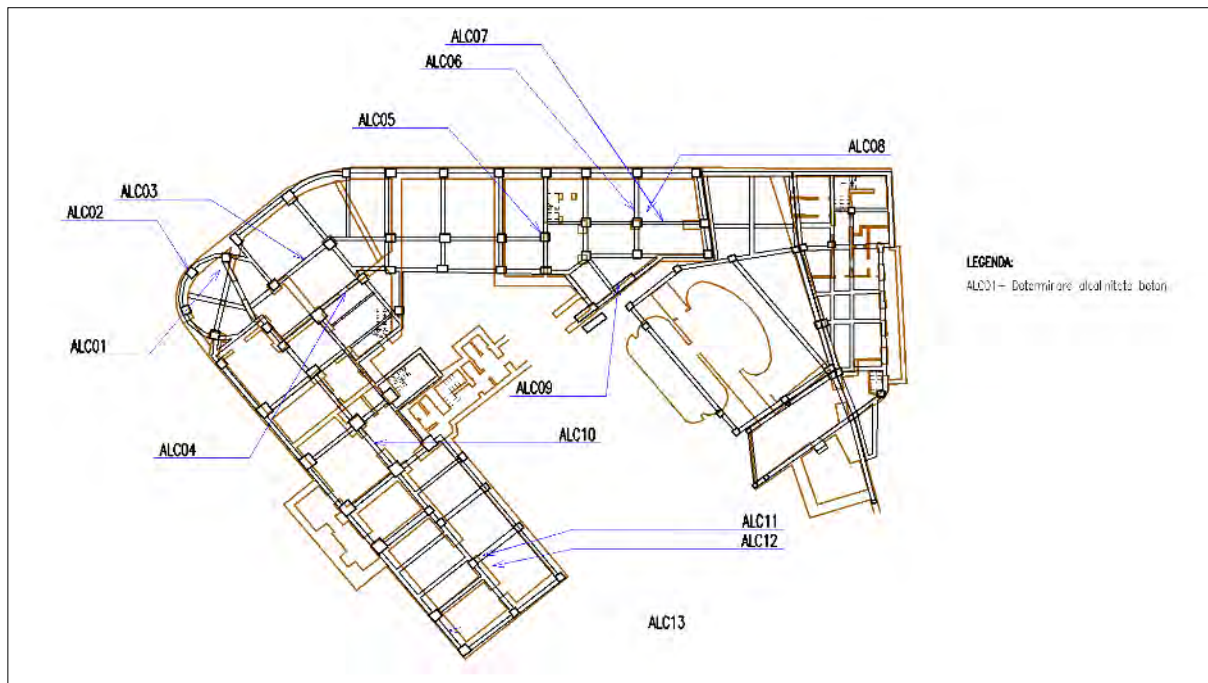 ALC07
ALC06
ALC05
ALC08
ALC03
ALC02
LEGENDA:
ALC01- Determinare alcalinitate beton
ALC01
ALC09
ALC10
ALC04
ALC11
ALC12
ALC13